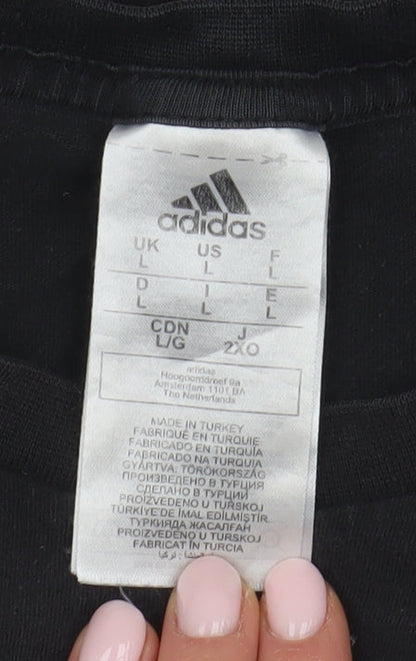 adidas
UK US F
L L L
D I E
L L L
CDN J
L/G 2XO
adidas
Hoogoorddreef 9a
Amsterdam 1101 BA
The Netherlands
MADE IN TURKEY
FABRIQUÉ EN TURQUIE
FABRICADO EN TURQUÍA
FABRICADO NA TURQUIA
GYÁRTVA: TÖRÖKORSZÁG
ПРОИЗВЕДЕНО В ТУРЦИИ
СДЕЛАНО В ТУРЦИИ
PROIZVEDENO U TURSKOJ
TÜRKİYE'DE İMAL EDİLMİŞTİR.
ТҮРКИЯДА ЖАСАЛҒАН
PROIZVEDENO U TURSKOJ
FABRICAT ÎN TURCIA